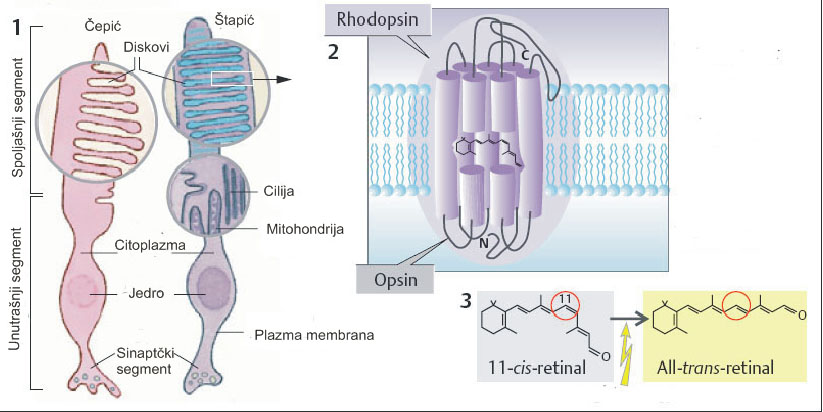 1
Čepić
Štapić
Diskovi
Spoljašnji segment
Cilija
Mitohondrija
Citoplazma
Jedro
Unutrašnji segment
Plazma membrana
Sinaptčki
segment
2
Rhodopsin
C
N
Opsin
3
11
O
O
11-cis-retinal
All-trans-retinal